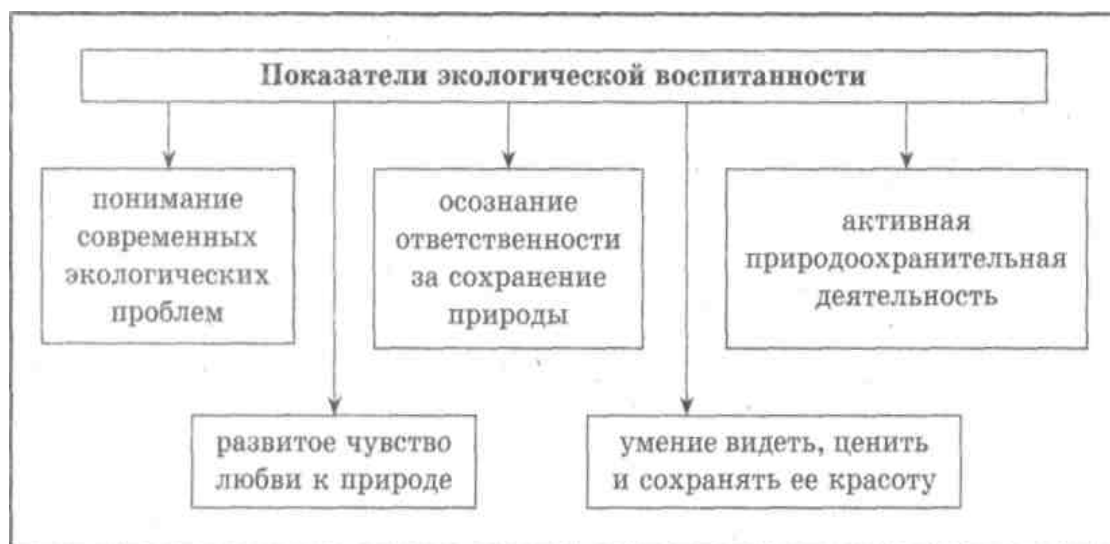 Показатели экологической воспитанности
понимание
современных
экологических
проблем
осознание
ответственности
за сохранение
природы
активная
природоохранительная
деятельность
развитое чувство
любви к природе
умение видеть, ценить
и сохранять ее красоту